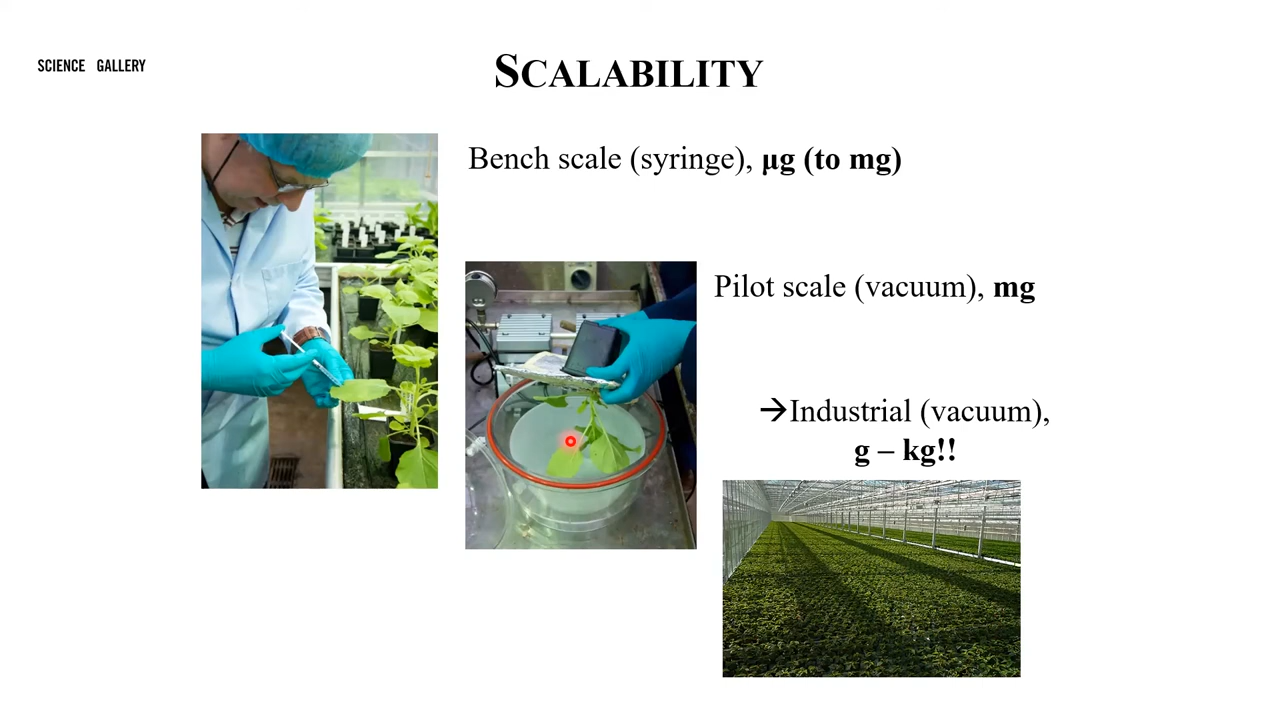 SCIENCE GALLERY
SCALABILITY
Bench scale (syringe), µg (to mg)
Pilot scale (vacuum), mg
→Industrial (vacuum),
g – kg!!